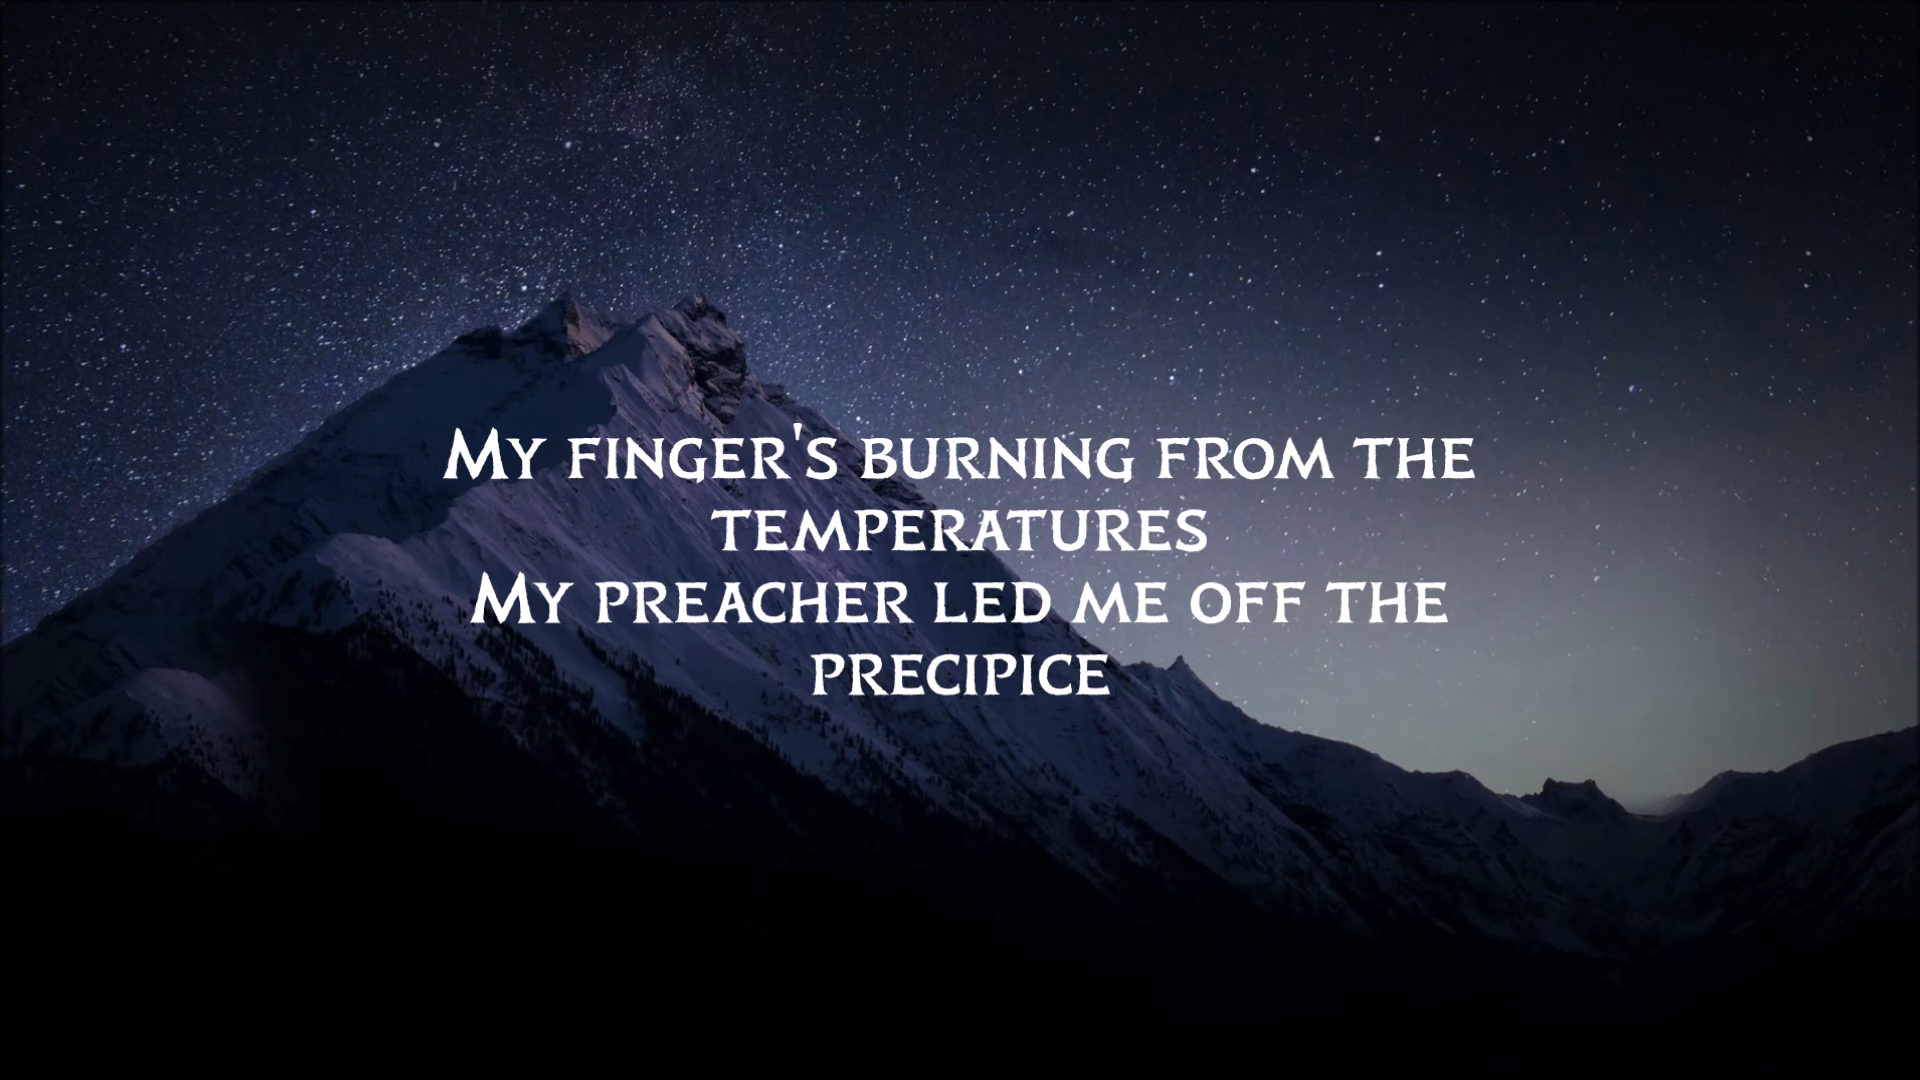 My finger's burning from the
temperatures
My preacher led me off the
precipice